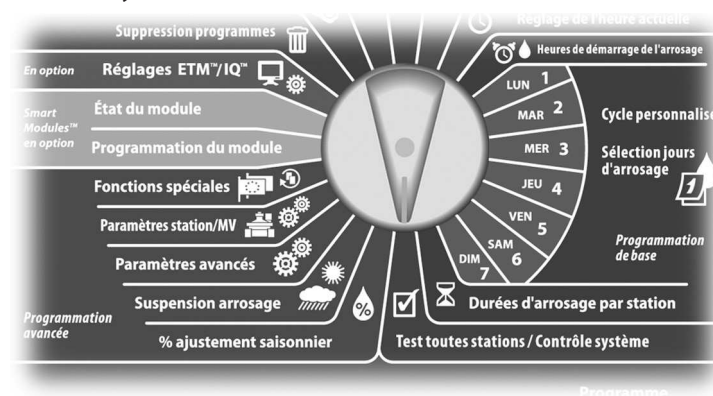 Réglage de l'heure actuelle
Suppression programmes
Heures de démarrage de l'arrosage
En option
Réglages ETM™/IQ™
LUN 1
Smart
Modules™
en option
État du module
MAR 2
Cycle personnalisé
Programmation du module
MER 3
Sélection jours
d'arrosage
1
Fonctions spéciales
JEU 4
Paramètres station/MV
VEN 5
Programmation
de base
Paramètres avancés
SAM 6
DIM 7
Suspension arrosage
%
Durées d'arrosage par station
Programmation
avancée
% ajustement saisonnier
Test toutes stations / Contrôle système
Programme